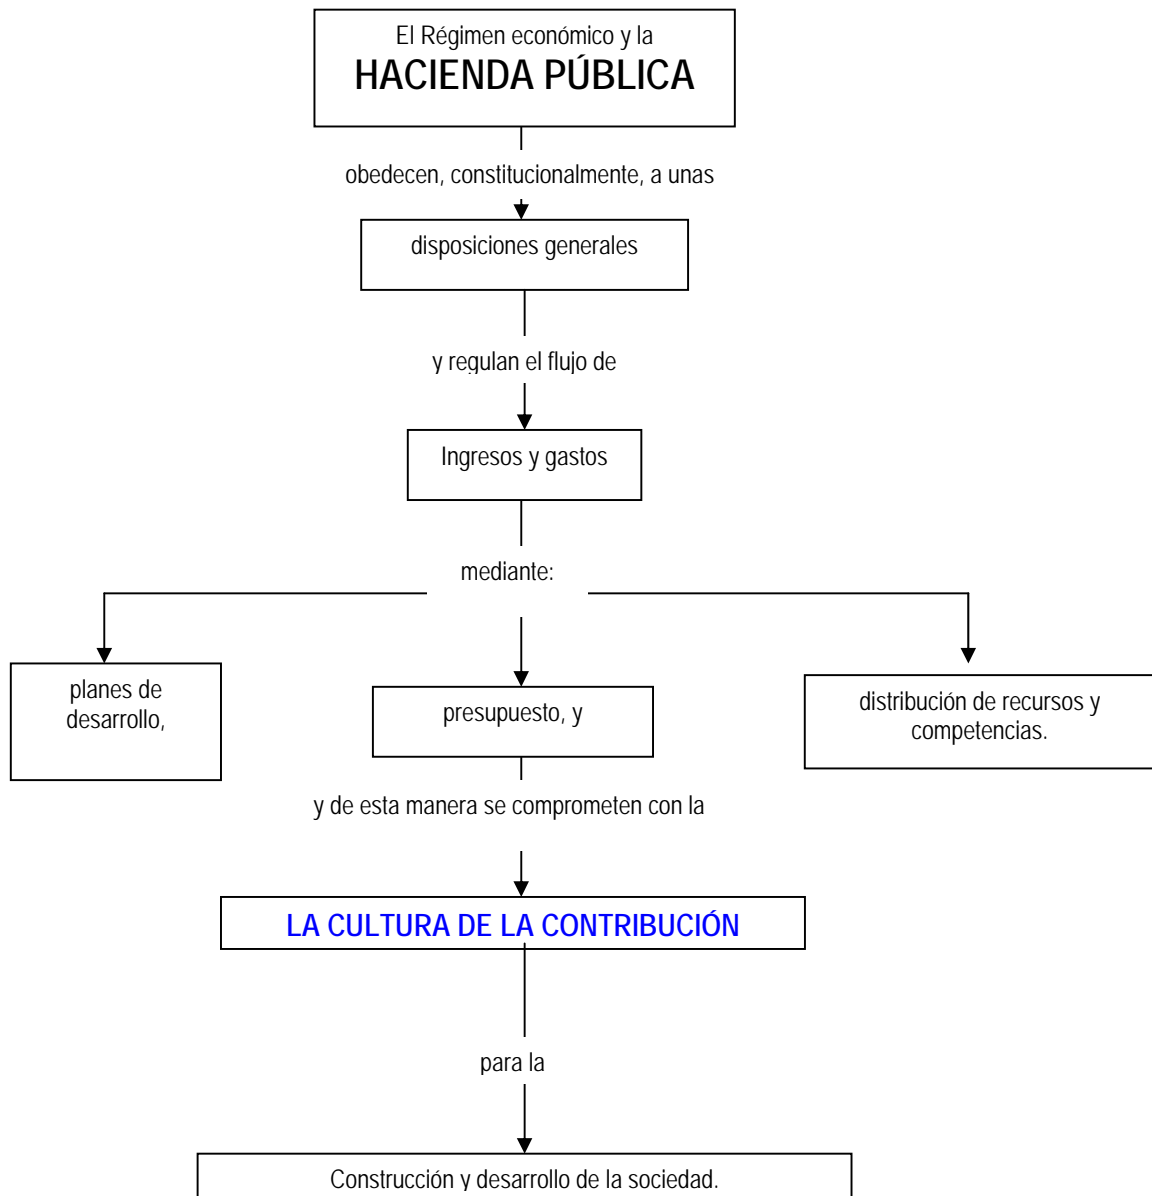 El Régimen económico y la
HACIENDA PÚBLICA
obedecen, constitucionalmente, a unas
disposiciones generales
y regulan el flujo de
Ingresos y gastos
mediante:
planes de
desarrollo,
presupuesto, y
distribución de recursos y
competencias.
y de esta manera se comprometen con la
LA CULTURA DE LA CONTRIBUCIÓN
para la
Construcción y desarrollo de la sociedad.